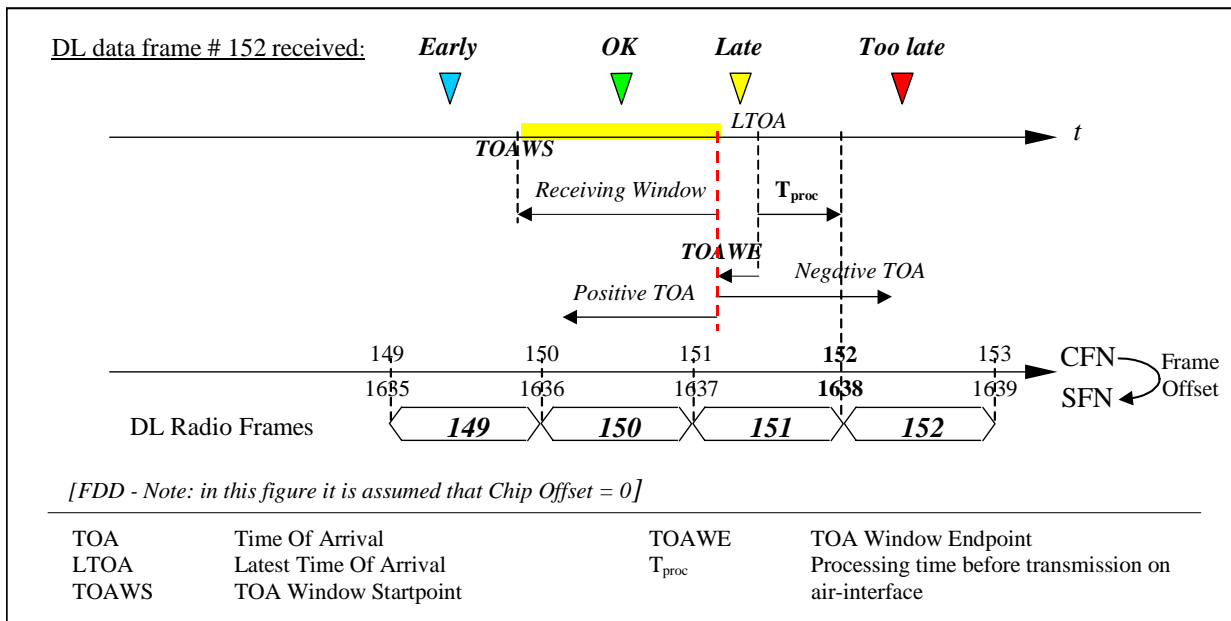 DL data frame # 152 received: Early OK Late Too late
LTOA
t
TOAWS
Receiving Window Tproc
TOAWE
Negative TOA
Positive TOA
149 150 151 152 153 CFN
Frame
Offset
1635 1636 1637 1638 1639 SFN
DL Radio Frames 149 150 151 152
[FDD - Note: in this figure it is assumed that Chip Offset = 0]
TOA Time Of Arrival TOAWE TOA Window Endpoint
LTOA Latest Time Of Arrival Tproc Processing time before transmission on
TOAWS TOA Window Startpoint air-interface